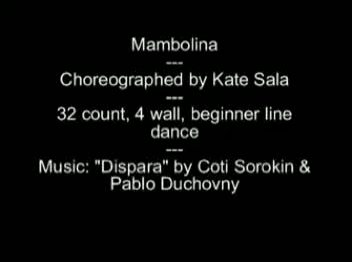 Mambolina
---
Choreographed by Kate Sala
---
32 count, 4 wall, beginner line
dance
---
Music: "Dispara" by Coti Sorokin &
Pablo Duchovny